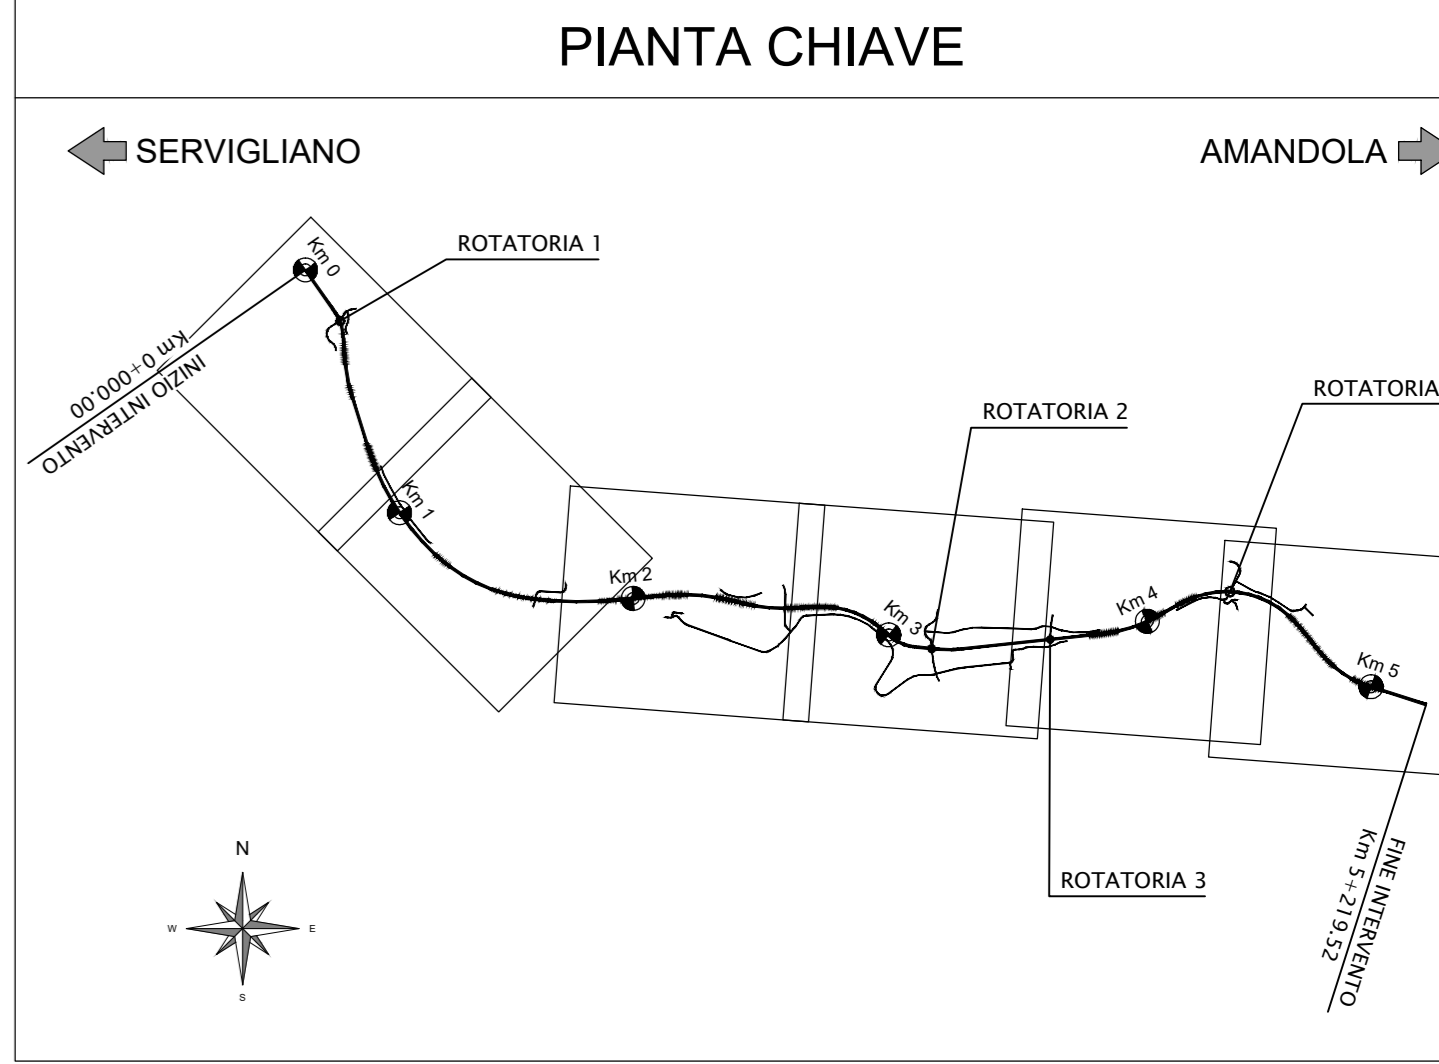 PIANTA CHIAVE
SERVIGLIANO
AMANDOLA
Km 0
ROTATORIA 1
Km 0+000.00
INIZIO INTERVENTO
ROTATORIA
ROTATORIA 2
Km 1
Km 2
Km 3
Km 4
Km 5
N
W
E
S
ROTATORIA 3
FINE INTERVENTO
Km 5+219.52